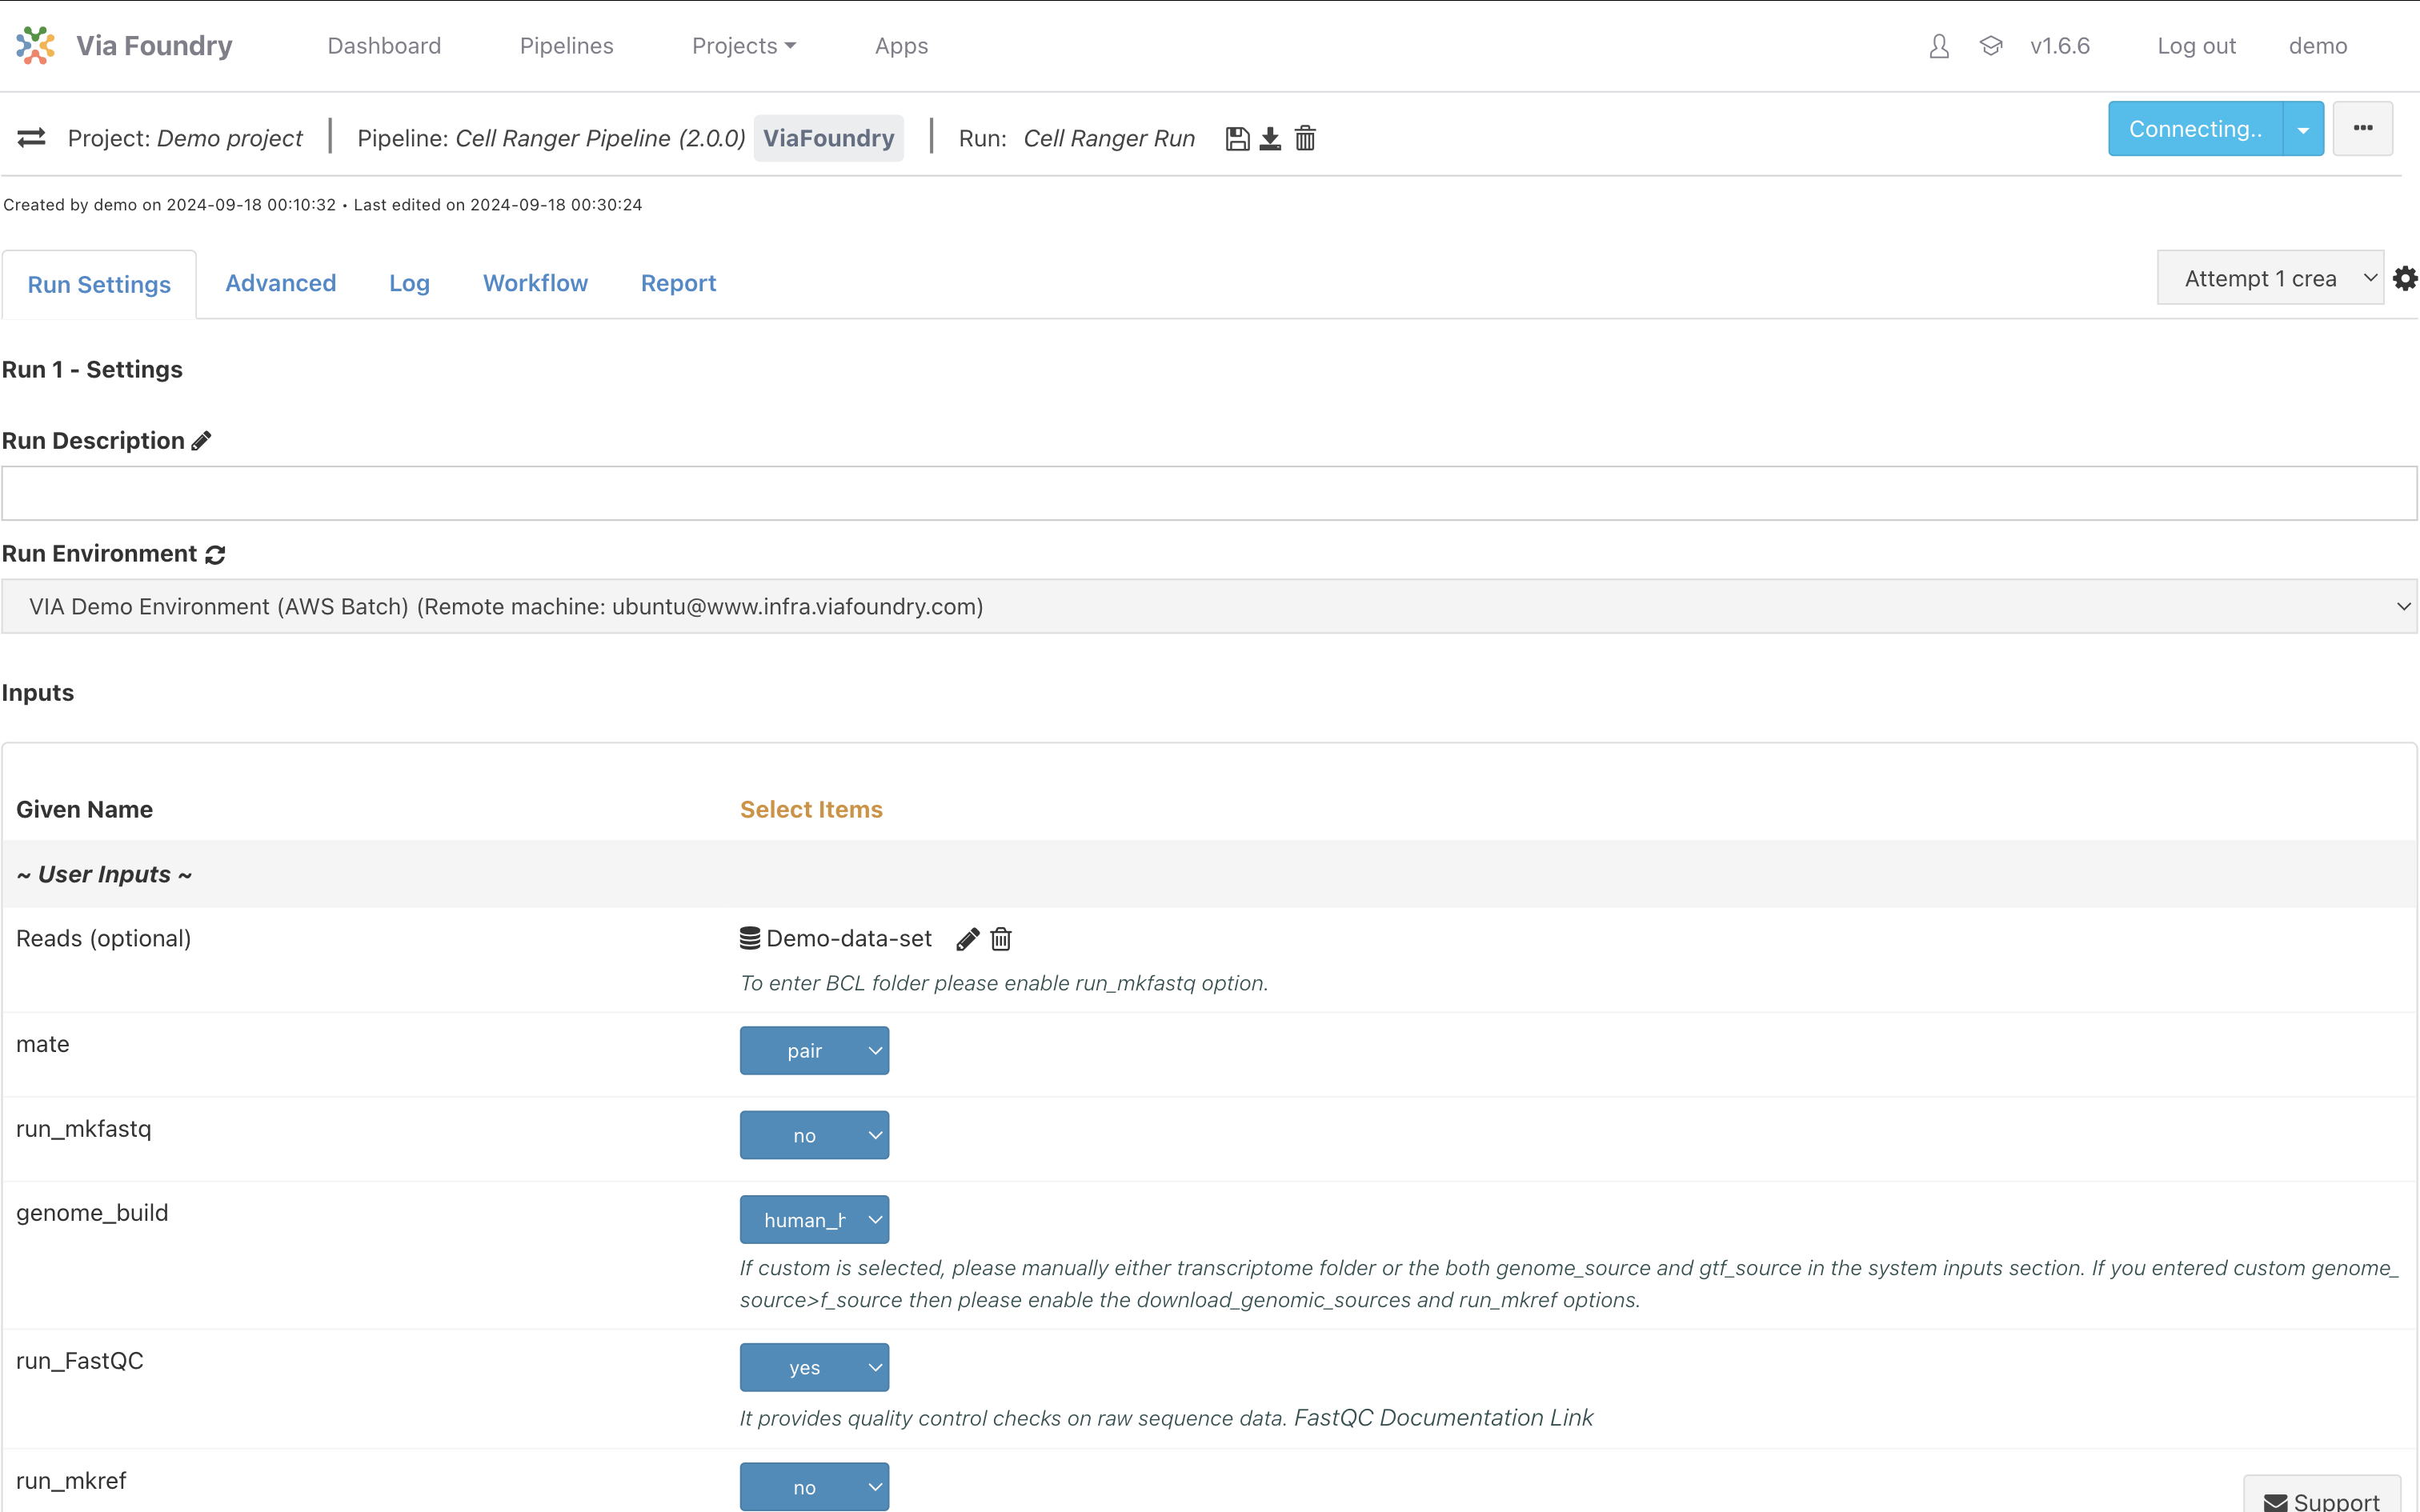 Via Foundry Dashboard Pipelines Projects Apps v1.6.6 Log out demo
Project: Demo project Pipeline: Cell Ranger Pipeline (2.0.0) ViaFoundry Run: Cell Ranger Run Connecting..
Created by demo on 2024-09-18 00:10:32 • Last edited on 2024-09-18 00:30:24
Run Settings Advanced Log Workflow Report Attempt 1 crea
Run 1 - Settings
Run Description
Run Environment
VIA Demo Environment (AWS Batch) (Remote machine: ubuntu@www.infra.viafoundry.com)
Inputs
Given Name Select Items
~ User Inputs ~
Reads (optional) Demo-data-set
To enter BCL folder please enable run_mkfastq option.
mate pair
run_mkfastq no
genome_build human_h
If custom is selected, please manually either transcriptome folder or the both genome_source and gtf_source in the system inputs section. If you entered custom genome_
source>f_source then please enable the download_genomic_sources and run_mkref options.
run_FastQC yes
It provides quality control checks on raw sequence data. FastQC Documentation Link
run_mkref no
Support